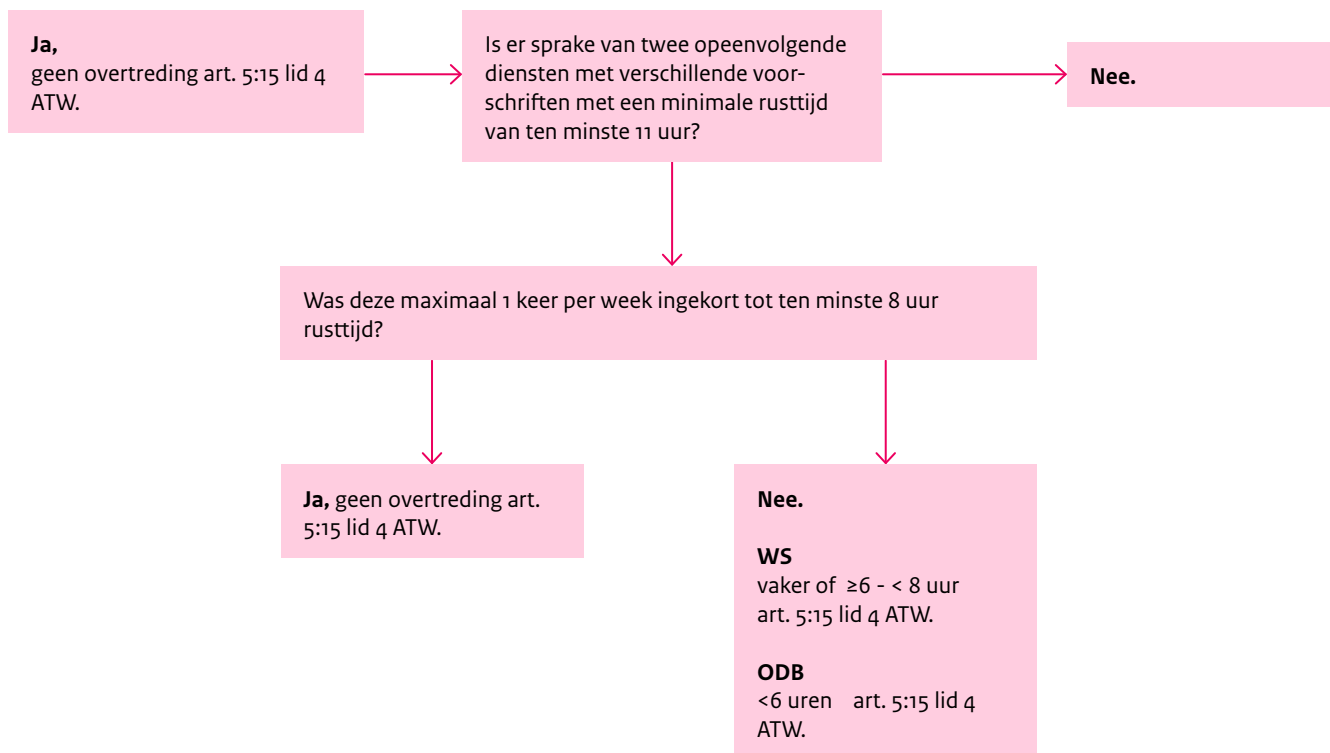 Ja,
geen overtreding art. 5:15 lid 4
ATW.
Is er sprake van twee opeenvolgende
diensten met verschillende voor-
schriften met een minimale rusttijd
van ten minste 11 uur?
Nee.
Was deze maximaal 1 keer per week ingekort tot ten minste 8 uur
rusttijd?
Ja, geen overtreding art.
5:15 lid 4 ATW.
Nee.
WS
vaker of ≥6 - < 8 uur
art. 5:15 lid 4 ATW.
ODB
<6 uren art. 5:15 lid 4
ATW.